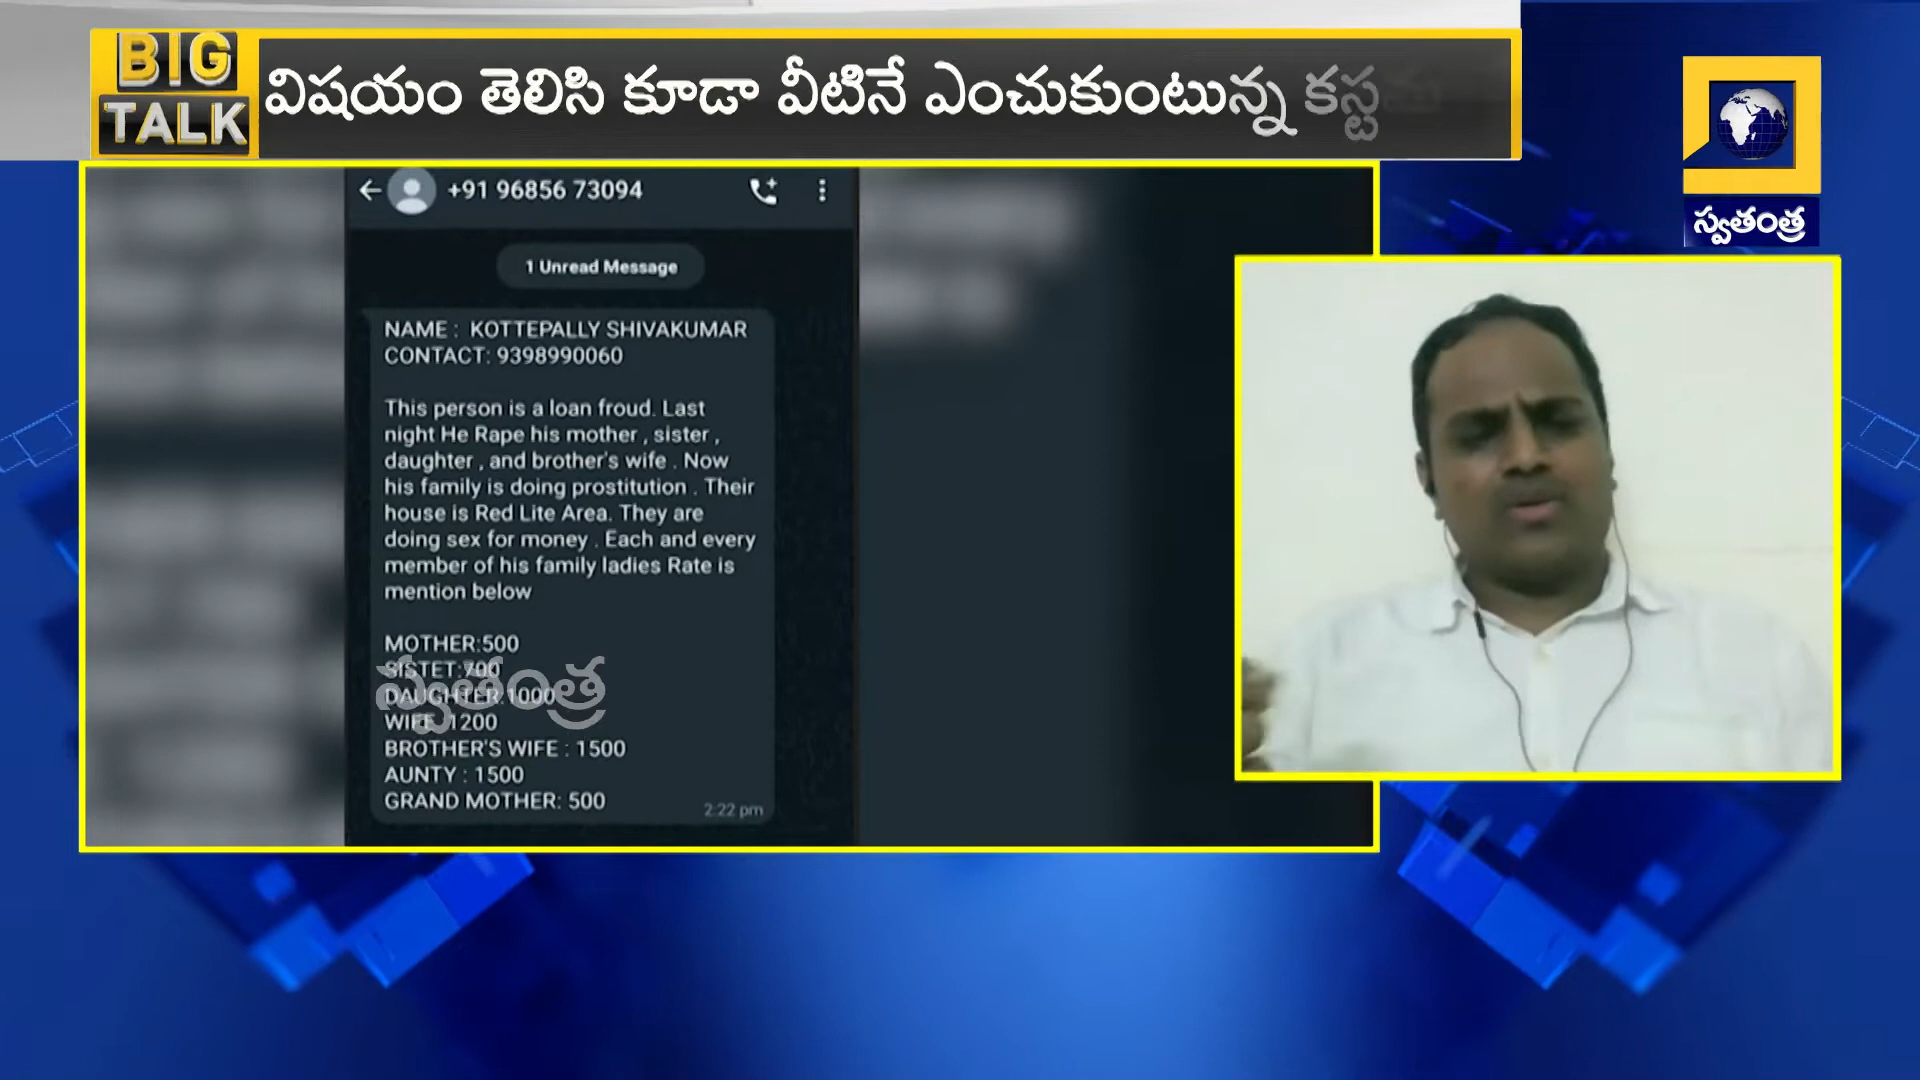 BIG
TALK
విషయం తెలిసి కూడా వీటినే ఎంచుకుంటున్న
స్వతంత్ర
+91 96856 73094
1 Unread Message
NAME : KOTTEPALLY SHIVAKUMAR
CONTACT: 9398990060
This person is a loan froud. Last
night He Rape his mother , sister ,
daughter , and brother's wife . Now
his family is doing prostitution . Their
house is Red Lite Area. They are
doing sex for money . Each and every
member of his family ladies Rate is
mention below
MOTHER:500
SISTET:700
DAUGHTER:1000
WIFE :1200
BROTHER'S WIFE : 1500
AUNTY : 1500
GRAND MOTHER: 500
2:22 pm
స్వతంత్ర